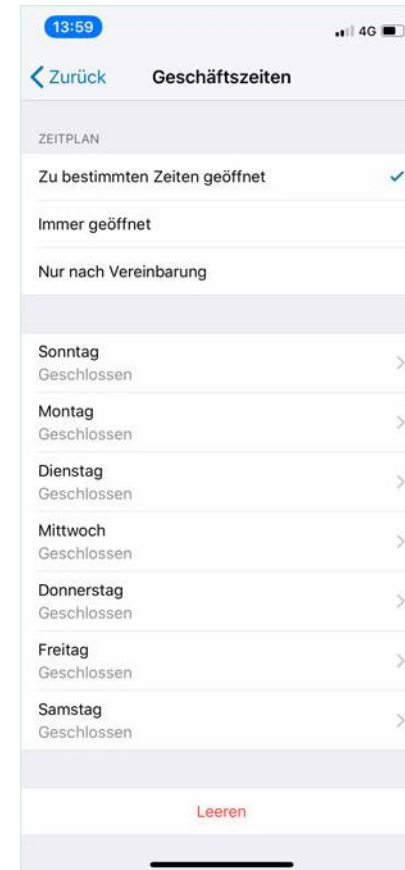 13:59
4G
Zurück Geschäftszeiten
ZEITPLAN
Zu bestimmten Zeiten geöffnet
Immer geöffnet
Nur nach Vereinbarung
Sonntag
Geschlossen
Montag
Geschlossen
Dienstag
Geschlossen
Mittwoch
Geschlossen
Donnerstag
Geschlossen
Freitag
Geschlossen
Samstag
Geschlossen
Leeren